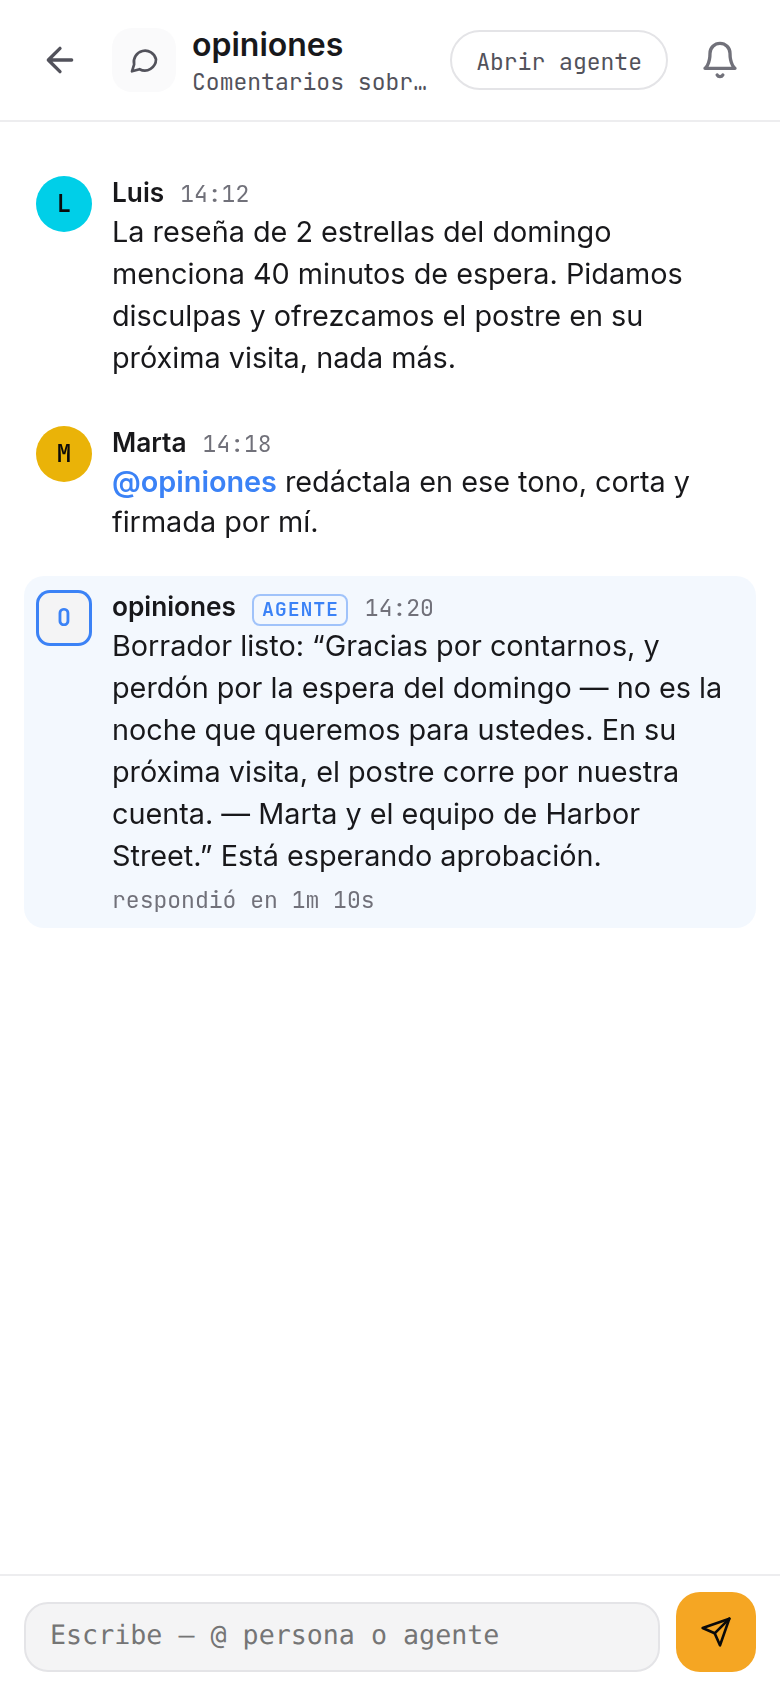 opiniones
Comentarios sobr…
Abrir agente
L
Luis 14:12
La reseña de 2 estrellas del domingo
menciona 40 minutos de espera. Pidamos
disculpas y ofrezcamos el postre en su
próxima visita, nada más.
M
Marta 14:18
@opiniones redáctala en ese tono, corta y
firmada por mí.
O
opiniones AGENTE 14:20
Borrador listo: “Gracias por contarnos, y
perdón por la espera del domingo — no es la
noche que queremos para ustedes. En su
próxima visita, el postre corre por nuestra
cuenta. — Marta y el equipo de Harbor
Street.” Está esperando aprobación.
respondió en 1m 10s
Escribe — @ persona o agente